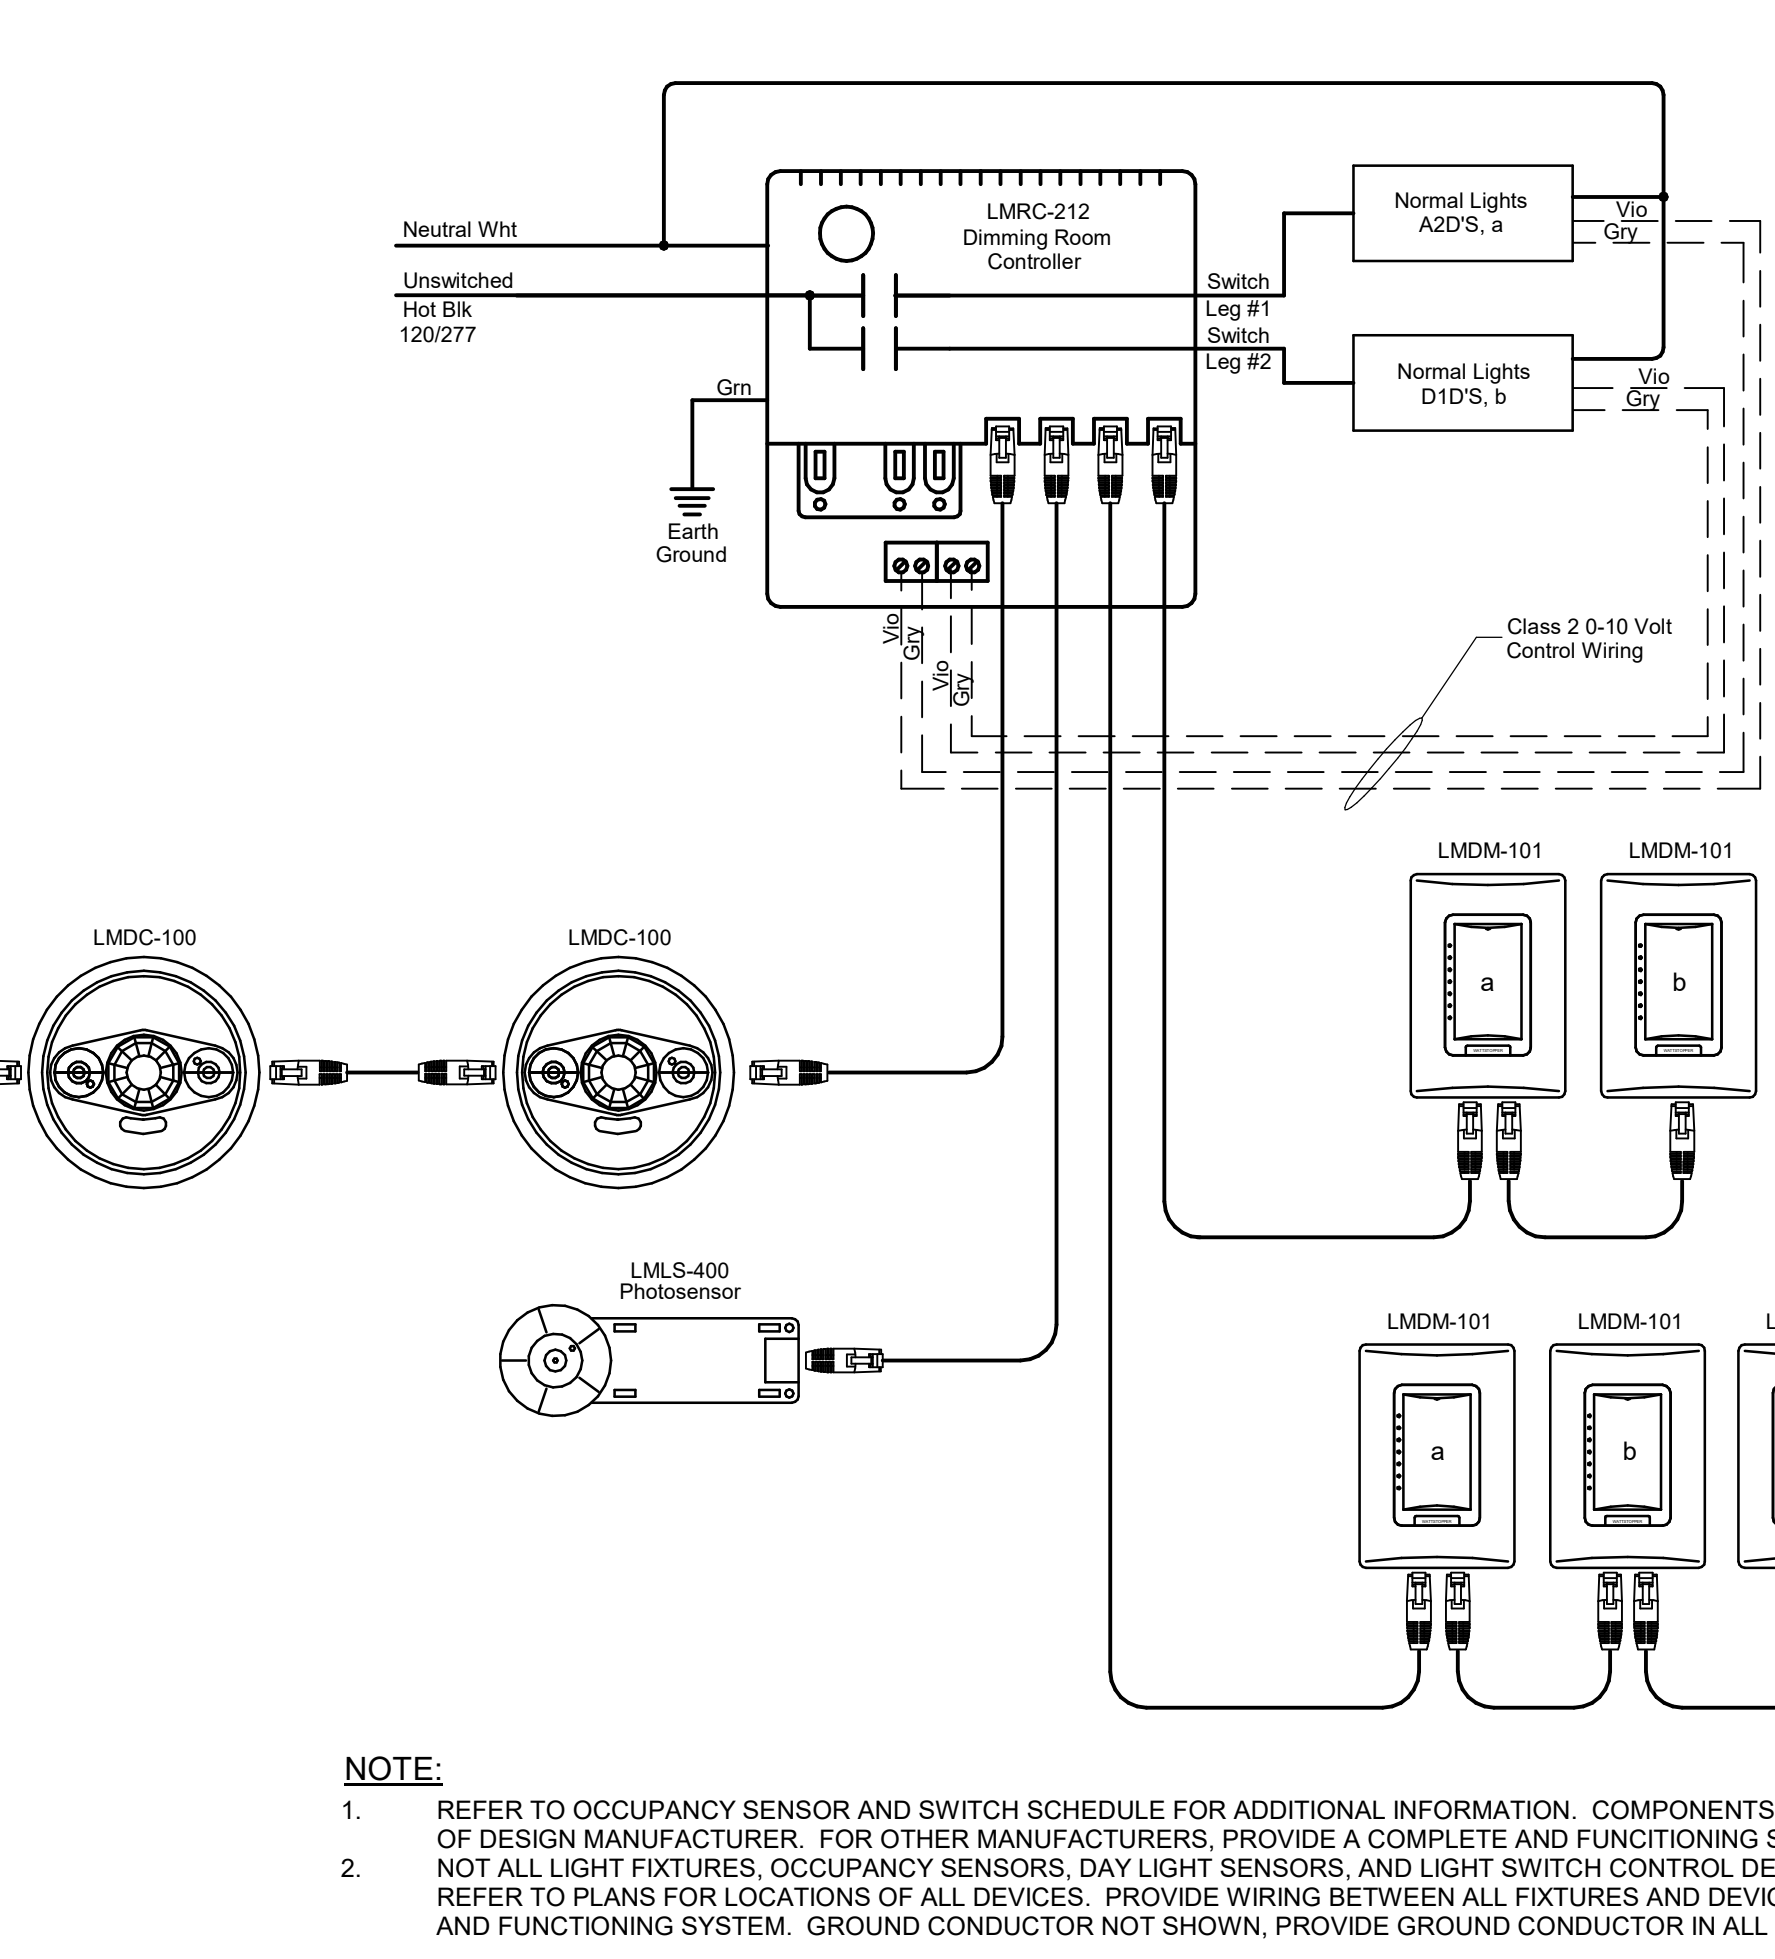 LMRC-212
Dimming Room
Controller
Neutral Wht
Unswitched
Hot Blk
120/277
Grn
Earth
Ground
Switch
Leg #1
Switch
Leg #2
Normal Lights
A2D'S, a
Vio
Gry
Normal Lights
D1D'S, b
Vio
Gry
Vio
Gry
Vio
Gry
Class 2 0-10 Volt
Control Wiring
LMDM-101
LMDM-101
a
b
WATTSTOPPER
WATTSTOPPER
LMDC-100
LMDC-100
LMLS-400
Photosensor
LMDM-101
LMDM-101
L
a
b
WATTSTOPPER
WATTSTOPPER
NOTE:
1. REFER TO OCCUPANCY SENSOR AND SWITCH SCHEDULE FOR ADDITIONAL INFORMATION. COMPONENTS
OF DESIGN MANUFACTURER. FOR OTHER MANUFACTURERS, PROVIDE A COMPLETE AND FUNCITIONING S
2. NOT ALL LIGHT FIXTURES, OCCUPANCY SENSORS, DAY LIGHT SENSORS, AND LIGHT SWITCH CONTROL DE
REFER TO PLANS FOR LOCATIONS OF ALL DEVICES. PROVIDE WIRING BETWEEN ALL FIXTURES AND DEVIC
AND FUNCTIONING SYSTEM. GROUND CONDUCTOR NOT SHOWN, PROVIDE GROUND CONDUCTOR IN ALL